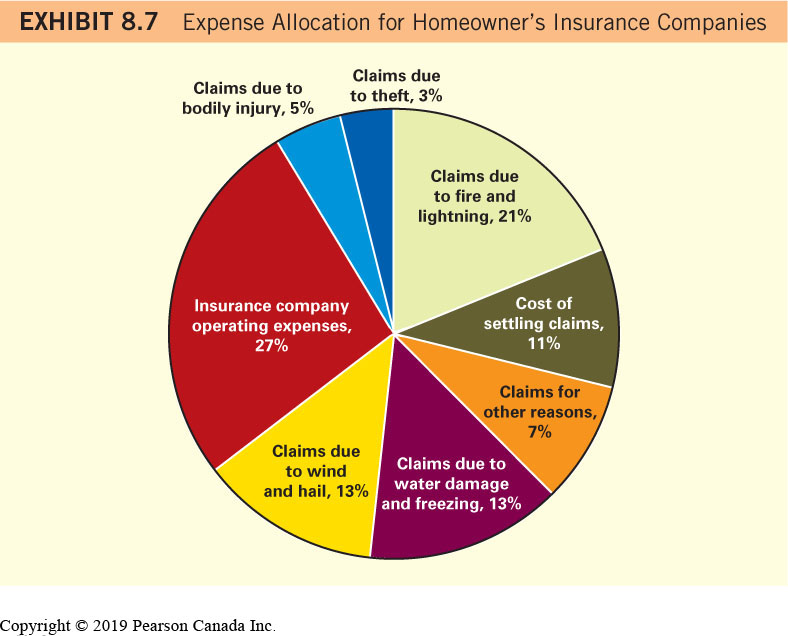 EXHIBIT 8.7 Expense Allocation for Homeowner’s Insurance Companies
Claims due to
bodily injury, 5%
Claims due
to theft, 3%
Claims due
to fire and
lightning, 21%
Cost of
settling claims,
11%
Claims for
other reasons,
7%
Claims due to
water damage
and freezing, 13%
Claims due
to wind
and hail, 13%
Insurance company
operating expenses,
27%
Copyright © 2019 Pearson Canada Inc.